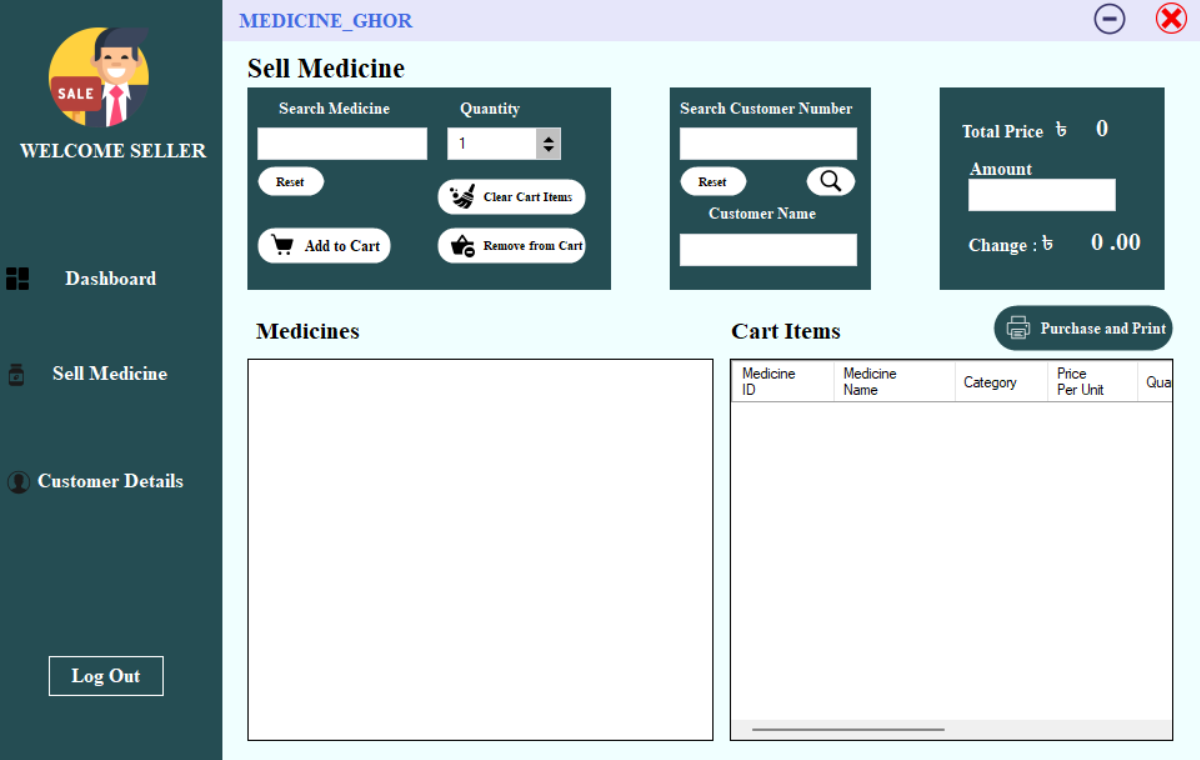 MEDICINE_GHOR
SALE
WELCOME SELLER
Dashboard
Sell Medicine
Customer Details
Log Out
Sell Medicine
Search Medicine
Quantity
1
Reset
Clear Cart Items
Add to Cart
Remove from Cart
Search Customer Number
Reset
Customer Name
Total Price ৳ 0
Amount
Change : ৳ 0 .00
Purchase and Print
Medicines
Cart Items
Medicine ID
Medicine Name
Category
Price Per Unit
Qua